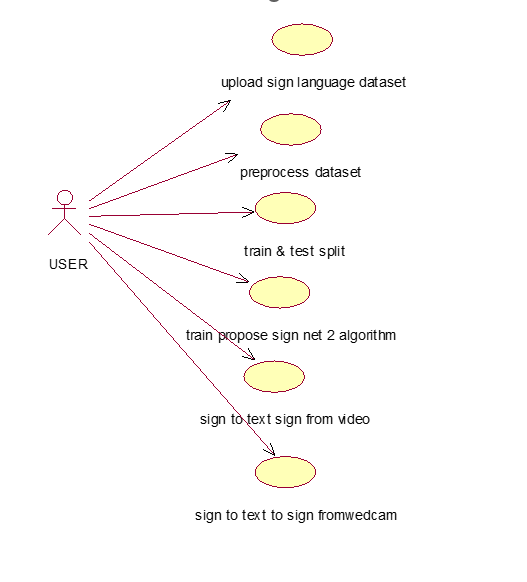 upload sign language dataset
preprocess dataset
train & test split
USER
train propose sign net 2 algorithm
sign to text sign from video
sign to text to sign fromwedcam